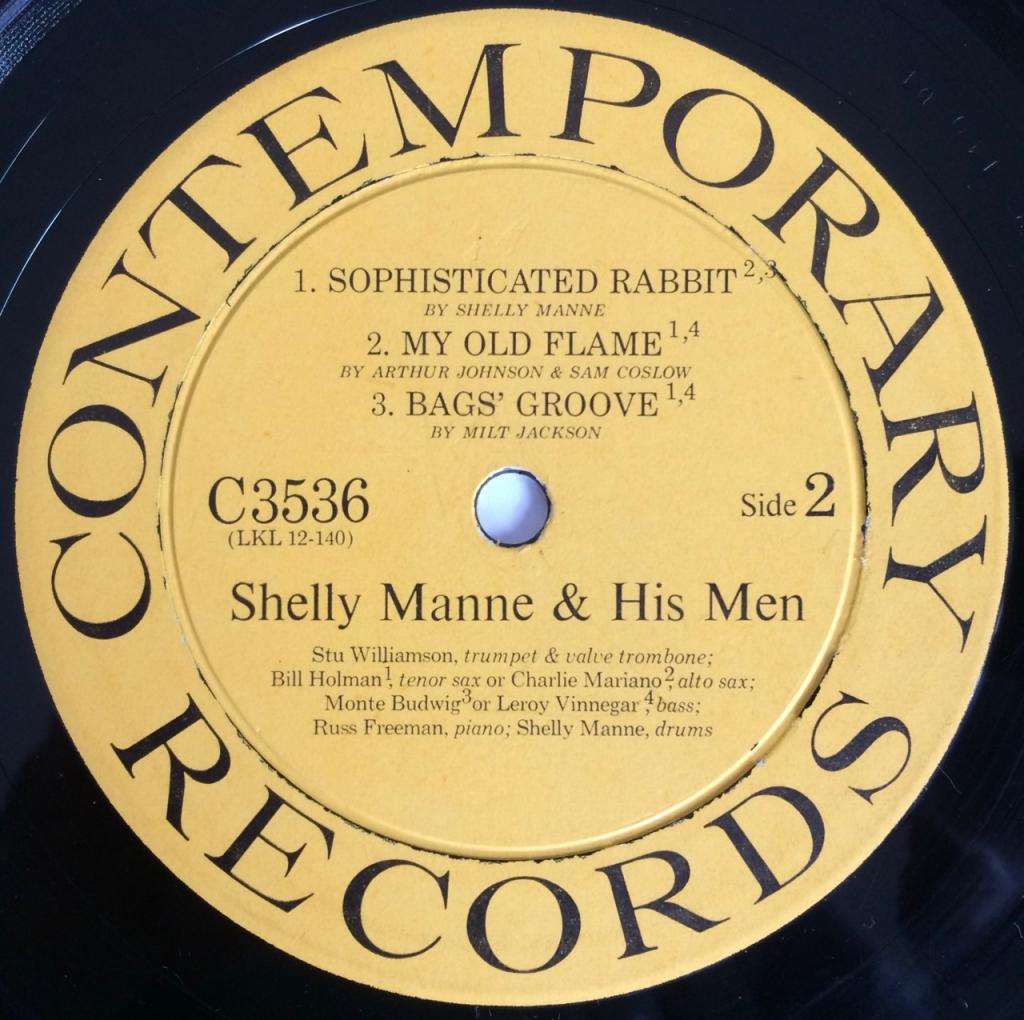 CONTEMPORARY
1. SOPHISTICATED RABBIT 2,3
BY SHELLY MANNE
2. MY OLD FLAME 1,4
BY ARTHUR JOHNSON & SAM COSLOW
3. BAGS' GROOVE 1,4
BY MILT JACKSON
C3536
(LKL 12-140)
Side 2
Shelly Manne & His Men
Stu Williamson, trumpet & valve trombone;
Bill Holman1, tenor sax or Charlie Mariano2, alto sax;
Monte Budwig3 or Leroy Vinnegar4, bass;
Russ Freeman, piano; Shelly Manne, drums
RECORDS